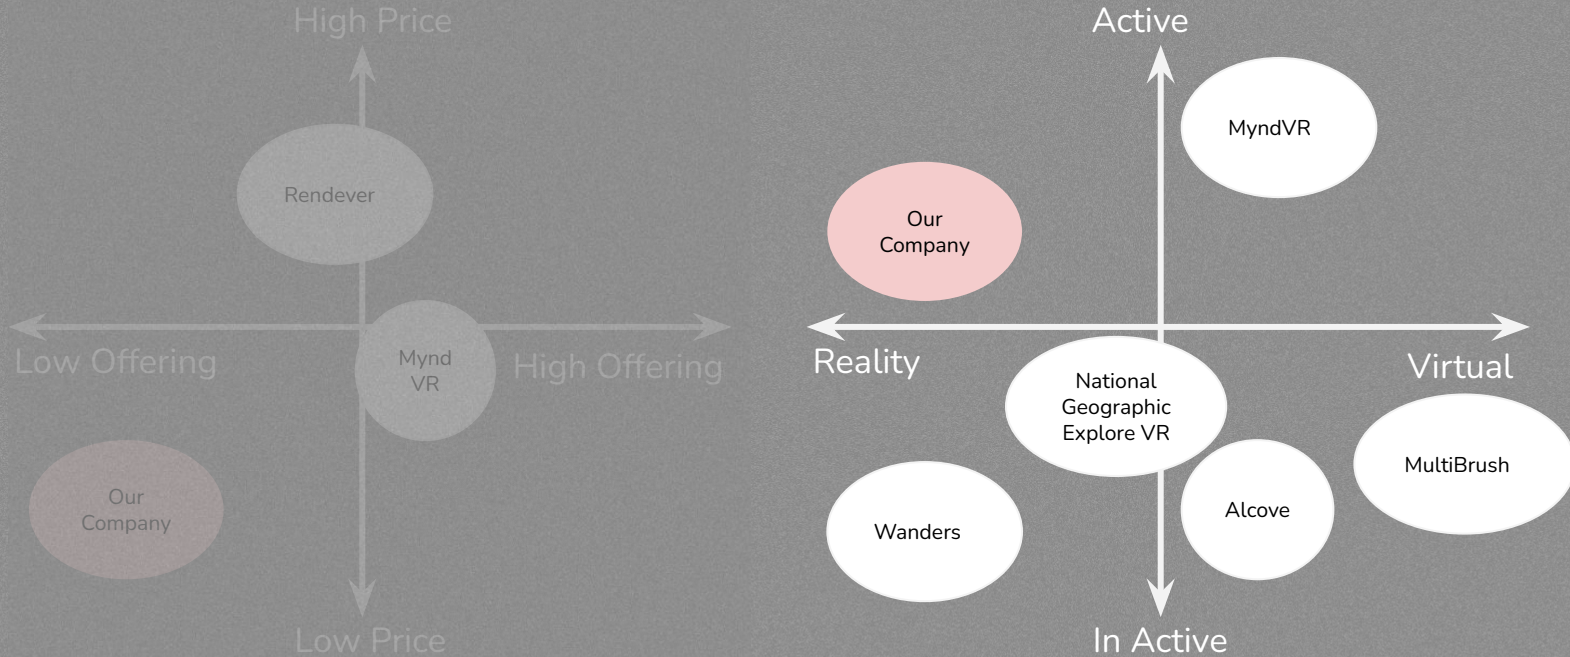 High Price
Rendever
Low Offering
High Offering
Mynd
VR
Our
Company
Low Price
Active
MyndVR
Our
Company
Reality
Virtual
National
Geographic
Explore VR
MultiBrush
Alcove
Wanders
In Active